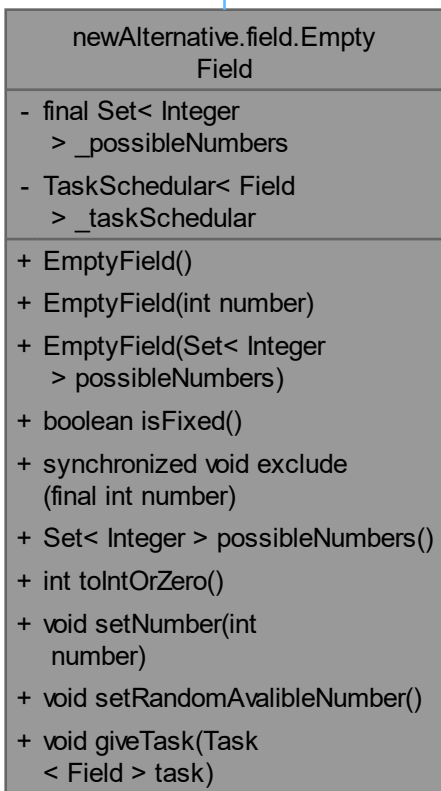 newAlternative.field.Empty
Field
- final Set< Integer
> _possibleNumbers
- TaskSchedular< Field
> _taskSchedular
+ EmptyField()
+ EmptyField(int number)
+ EmptyField(Set< Integer
> possibleNumbers)
+ boolean isFixed()
+ synchronized void exclude
(final int number)
+ Set< Integer > possibleNumbers()
+ int toIntOrZero()
+ void setNumber(int
number)
+ void setRandomAvalibleNumber()
+ void giveTask(Task
< Field > task)